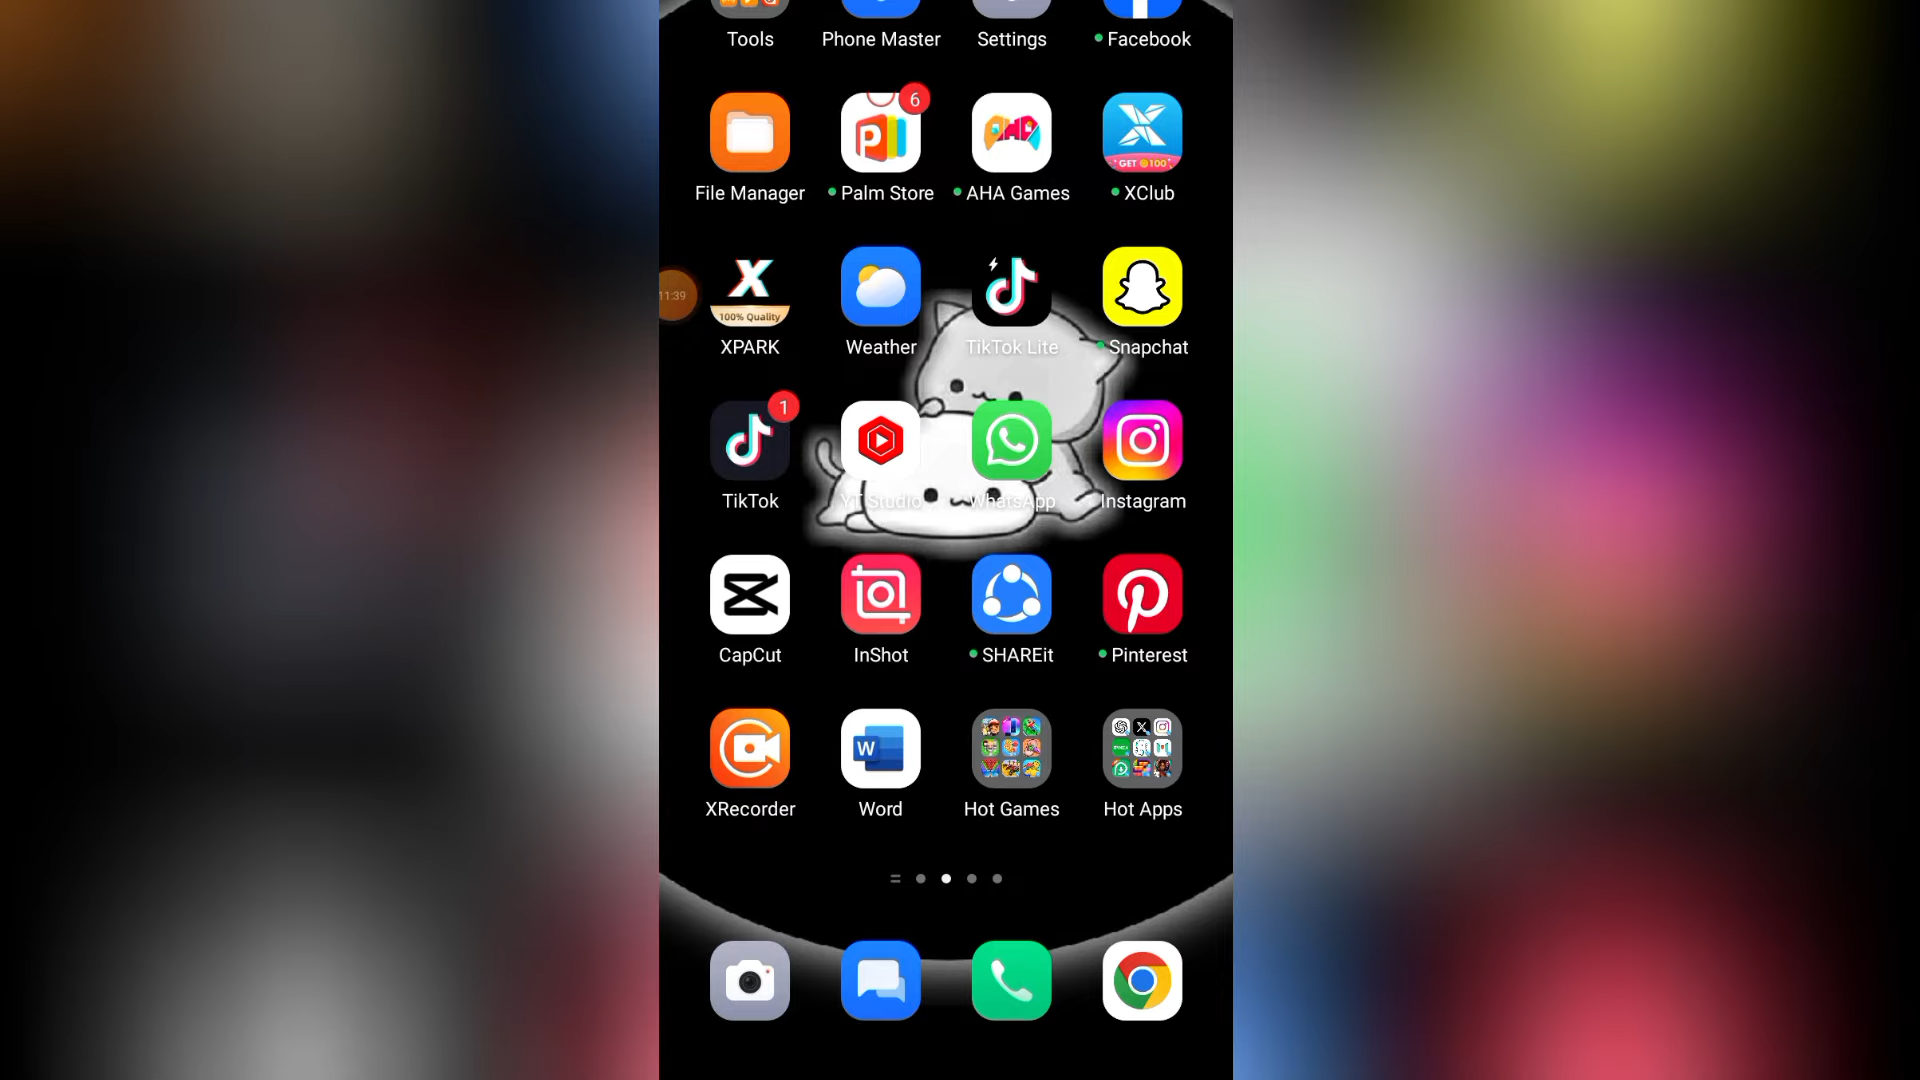 Tools Phone Master Settings Facebook
6
GET 100
File Manager Palm Store AHA Games XClub
11:39
X
100% Quality
XPARK Weather TikTok Lite Snapchat
1
TikTok YT Studio WhatsApp Instagram
CapCut InShot SHAREit Pinterest
W
XRecorder Word Hot Games Hot Apps